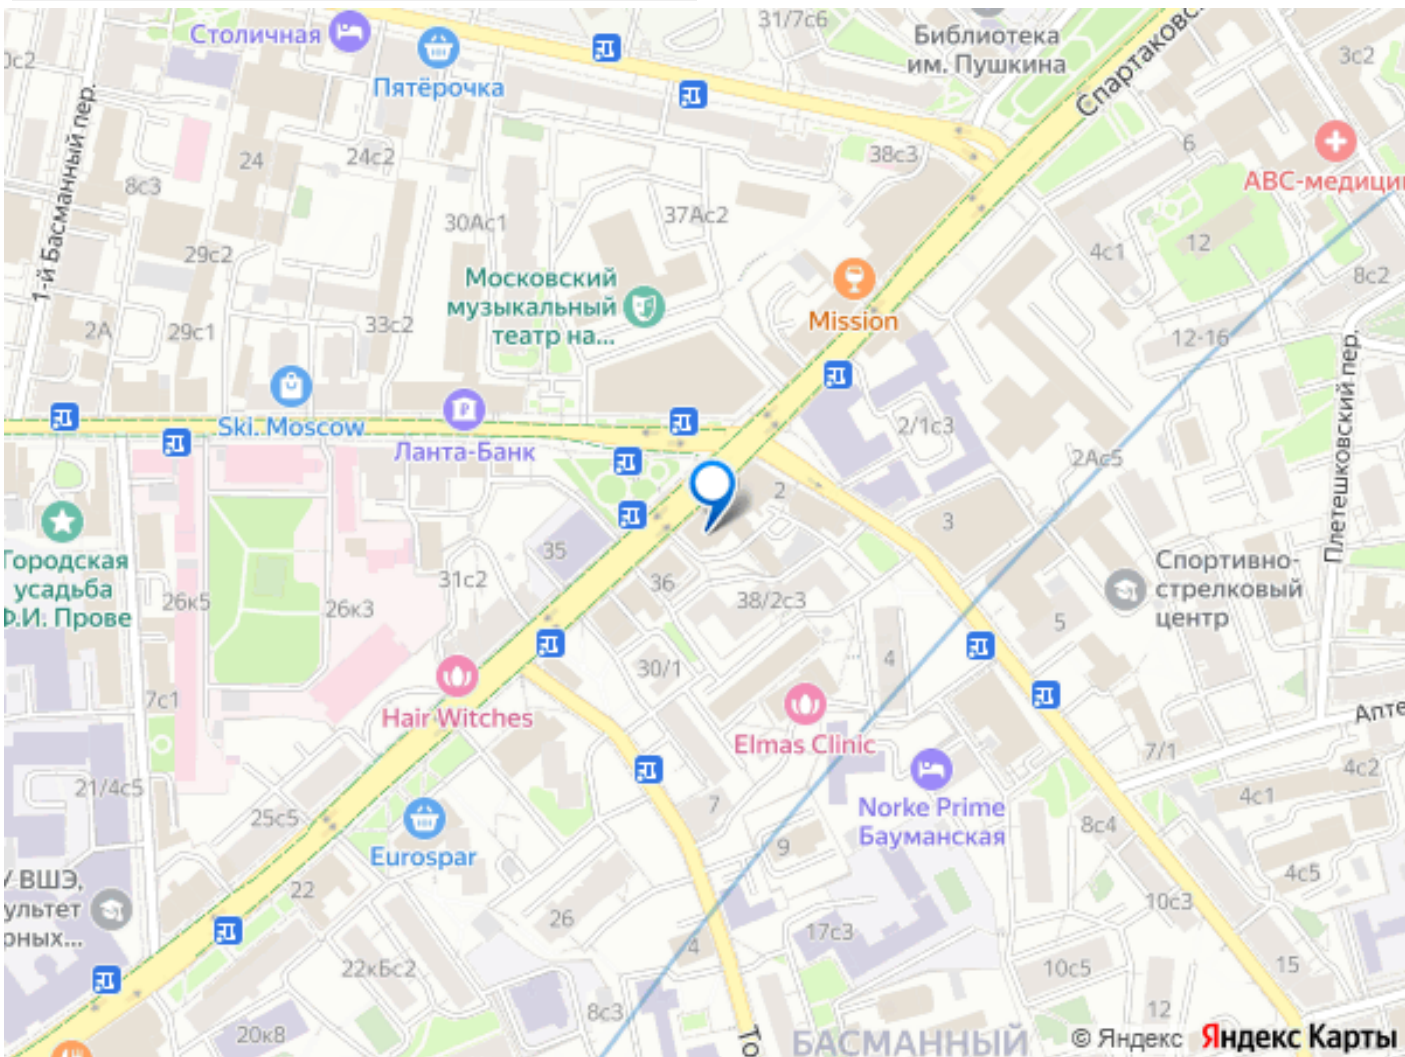 Столичная
31/7с6
Библиотека
им. Пушкина
Спартаковс
3с2
0с2
Пятёрочка
1-й Басманный пер.
24
24с2
38с3
6
АВС-медици
8с3
30Ас1
37Ас2
4с1
12
29с2
Московский
музыкальный
театр на...
8с2
2А
29с1
33с2
Mission
12-16
Плетешковский пер.
Ski. Moscow
Ланта-Банк
2/1с3
2Ас5
2
3
Городская
усадьба
Ф.И. Прове
35
31с2
36
38/2с3
Спортивно-
стрелковый
центр
26к5
26к3
5
30/1
4
7с1
Hair Witches
Elmas Clinic
Апте
7/1
21/4с5
4с2
Norke Prime
Бауманская
4с1
25с5
7
8с4
Eurospar
9
У ВШЭ,
ультет
рных...
22
4с5
26
10с3
17с3
4
22кБс2
10с5
15
8с3
12
20к8
То
БАСМАННЫЙ
© Яндекс Яндекс Карты